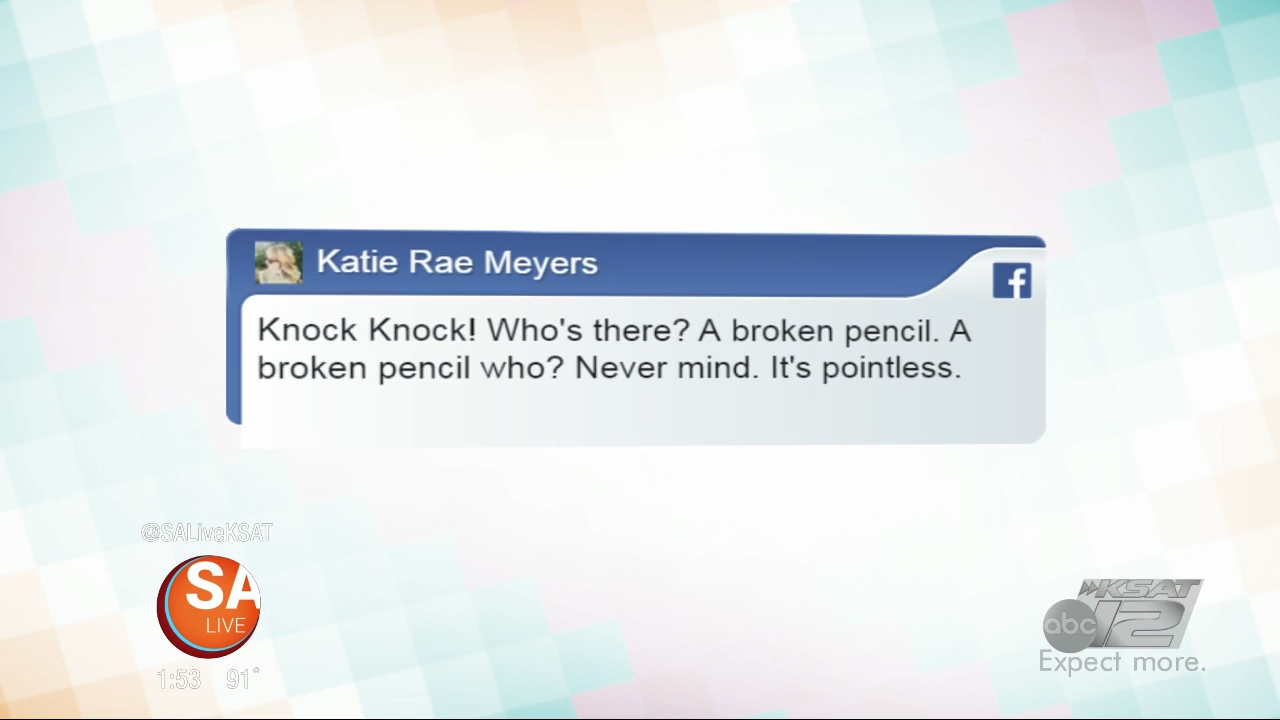 Katie Rae Meyers
f
Knock Knock! Who's there? A broken pencil. A
broken pencil who? Never mind. It's pointless.
@SALiveKSAT
SA
LIVE
1:53 91°
KSAT
abc 12
Expect more.